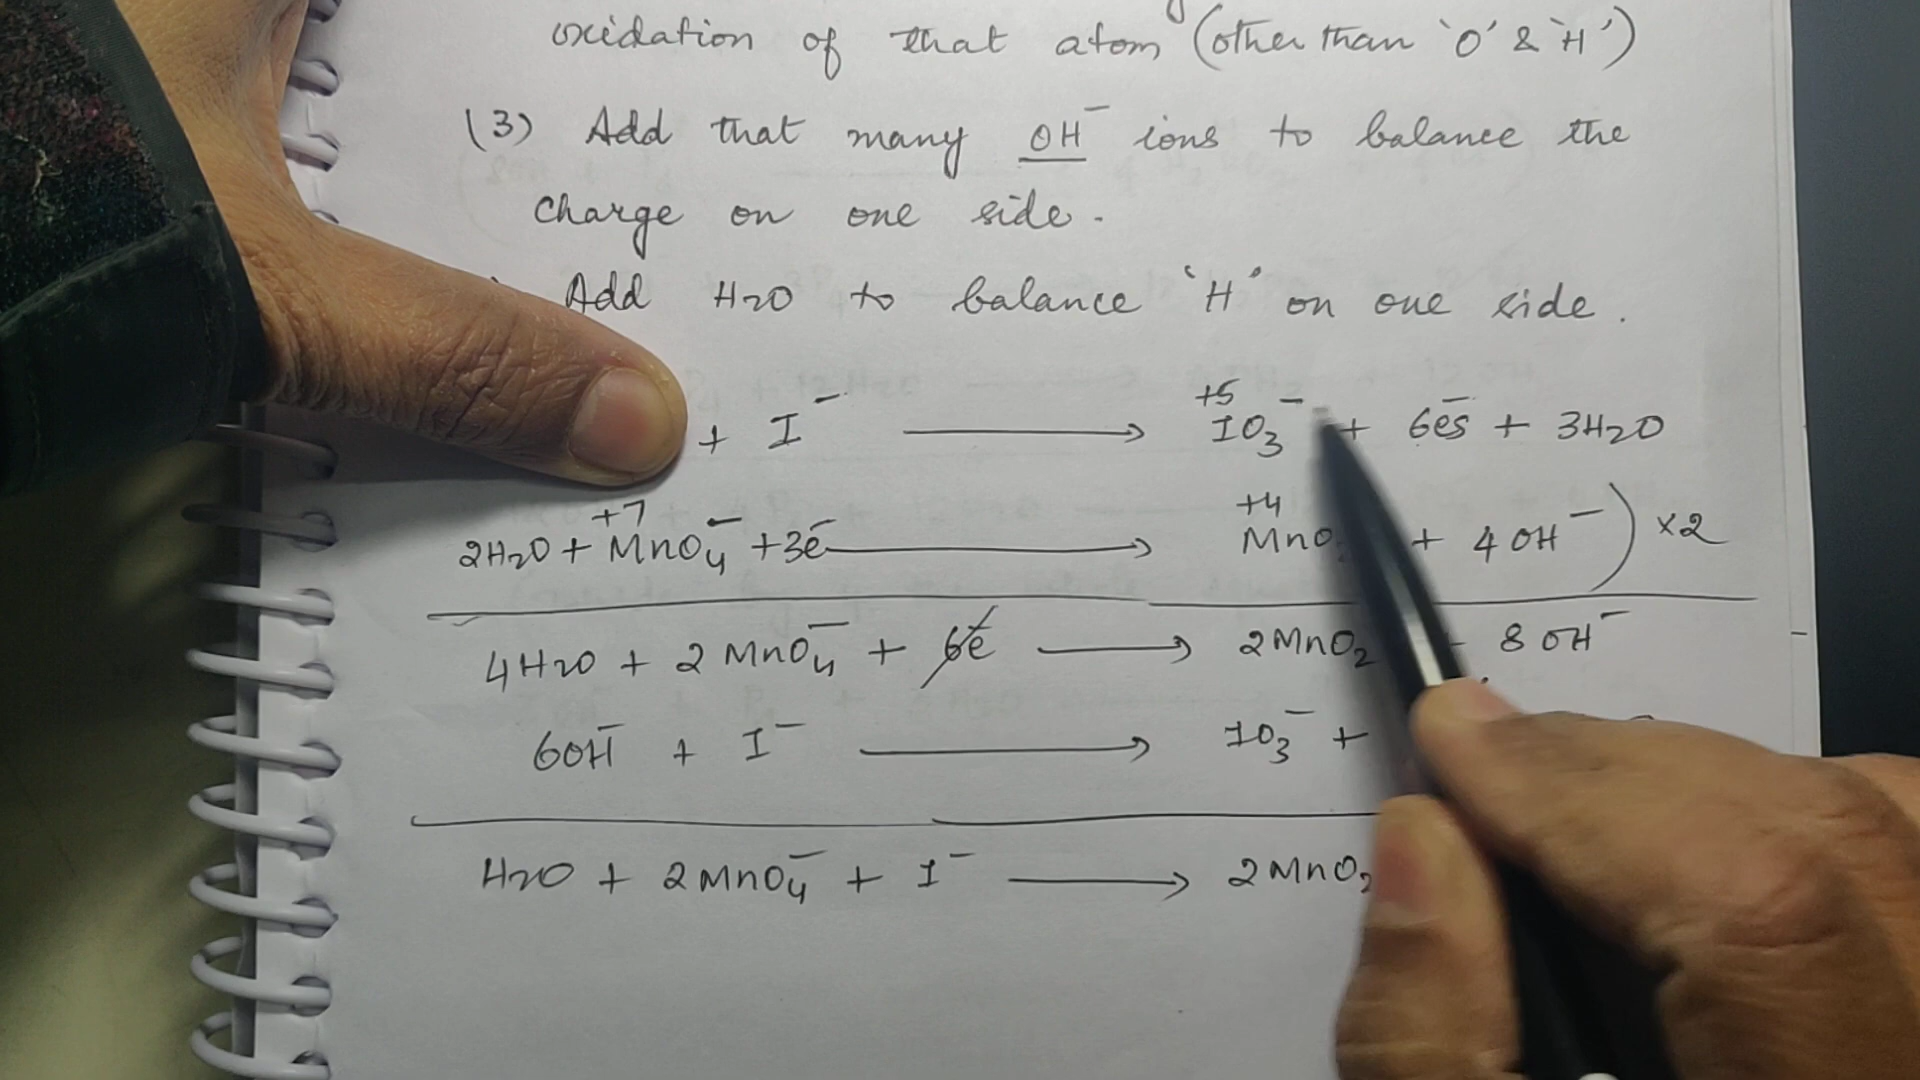 oxidation of that atom (other than 'O' & 'H')
(3) Add that many OH⁻ ions to balance the
charge on one side.
Add H2O to balance 'H' on one side.
+ I⁻ ⟶ +5 IO3⁻ + 6es⁻ + 3H2O
2H2O + +7 MnO4⁻ + 3e⁻ ⟶ +4 MnO + 4OH⁻) ×2
4H2O + 2MnO4⁻ + 6e⁻ ⟶ 2MnO2 + 8OH⁻
6OH⁻ + I⁻ ⟶ IO3⁻ +
H2O + 2MnO4⁻ + I⁻ ⟶ 2MnO2